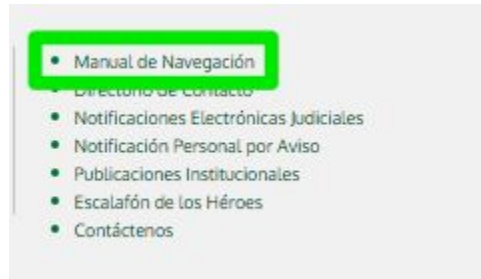 Manual de Navegación
Directorio de Contacto
Notificaciones Electrónicas Judiciales
Notificación Personal por Aviso
Publicaciones Institucionales
Escalafón de los Héroes
Contáctenos